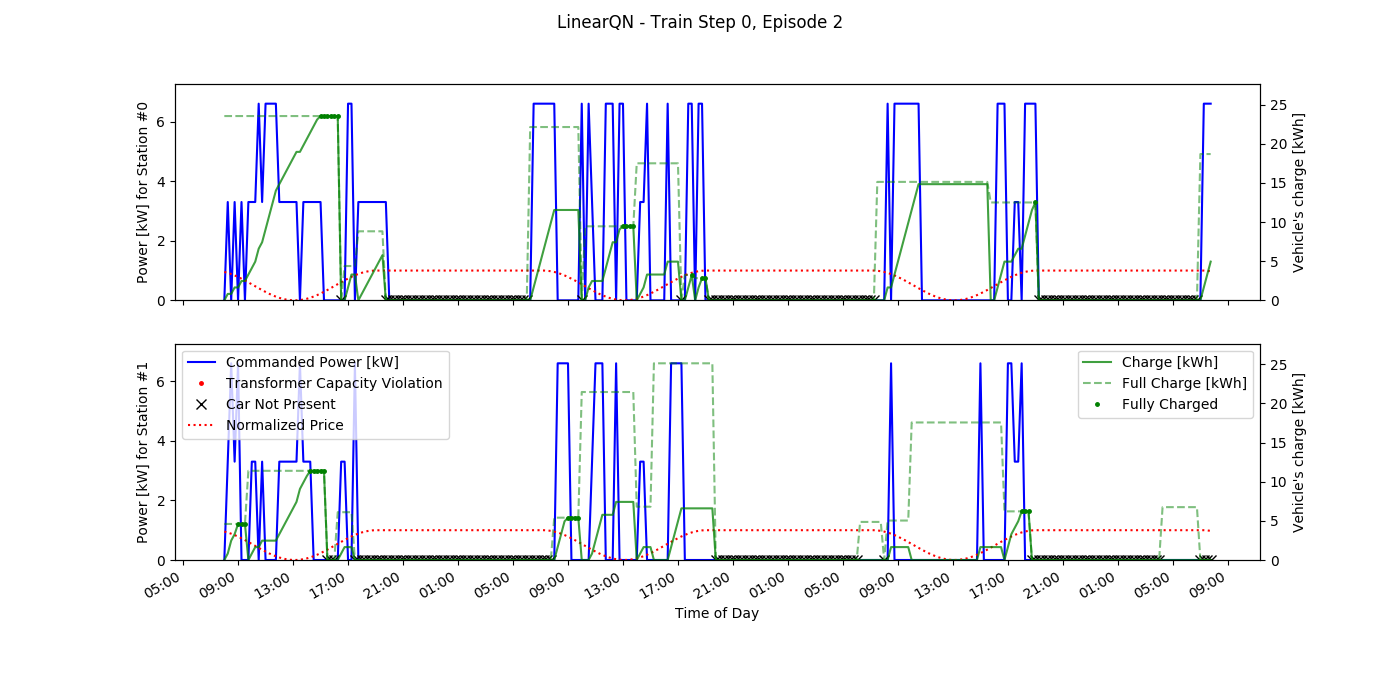 LinearQN - Train Step 0, Episode 2
Power [kW] for Station #0
6
4
2
0
25
20
15
10
5
0
Vehicle's charge [kWh]
Power [kW] for Station #1
6
4
2
0
Commanded Power [kW]
Transformer Capacity Violation
Car Not Present
Normalized Price
Charge [kWh]
Full Charge [kWh]
Fully Charged
25
20
15
10
5
0
Vehicle's charge [kWh]
05:00 09:00 13:00 17:00 21:00 01:00 05:00 09:00 13:00 17:00 21:00 01:00 05:00 09:00 13:00 17:00 21:00 01:00 05:00 09:00
Time of Day